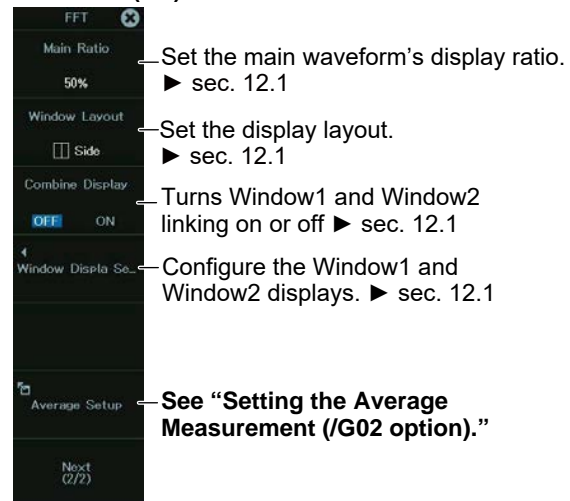 FFT
Main Ratio
50%
Set the main waveform’s display ratio.
► sec. 12.1
Window Layout
Side
Set the display layout.
► sec. 12.1
Combine Display
OFF ON
Turns Window1 and Window2
linking on or off ► sec. 12.1
Window Displa Se...
Configure the Window1 and
Window2 displays. ► sec. 12.1
Average Setup
See “Setting the Average
Measurement (/G02 option).”
Next
(2/2)